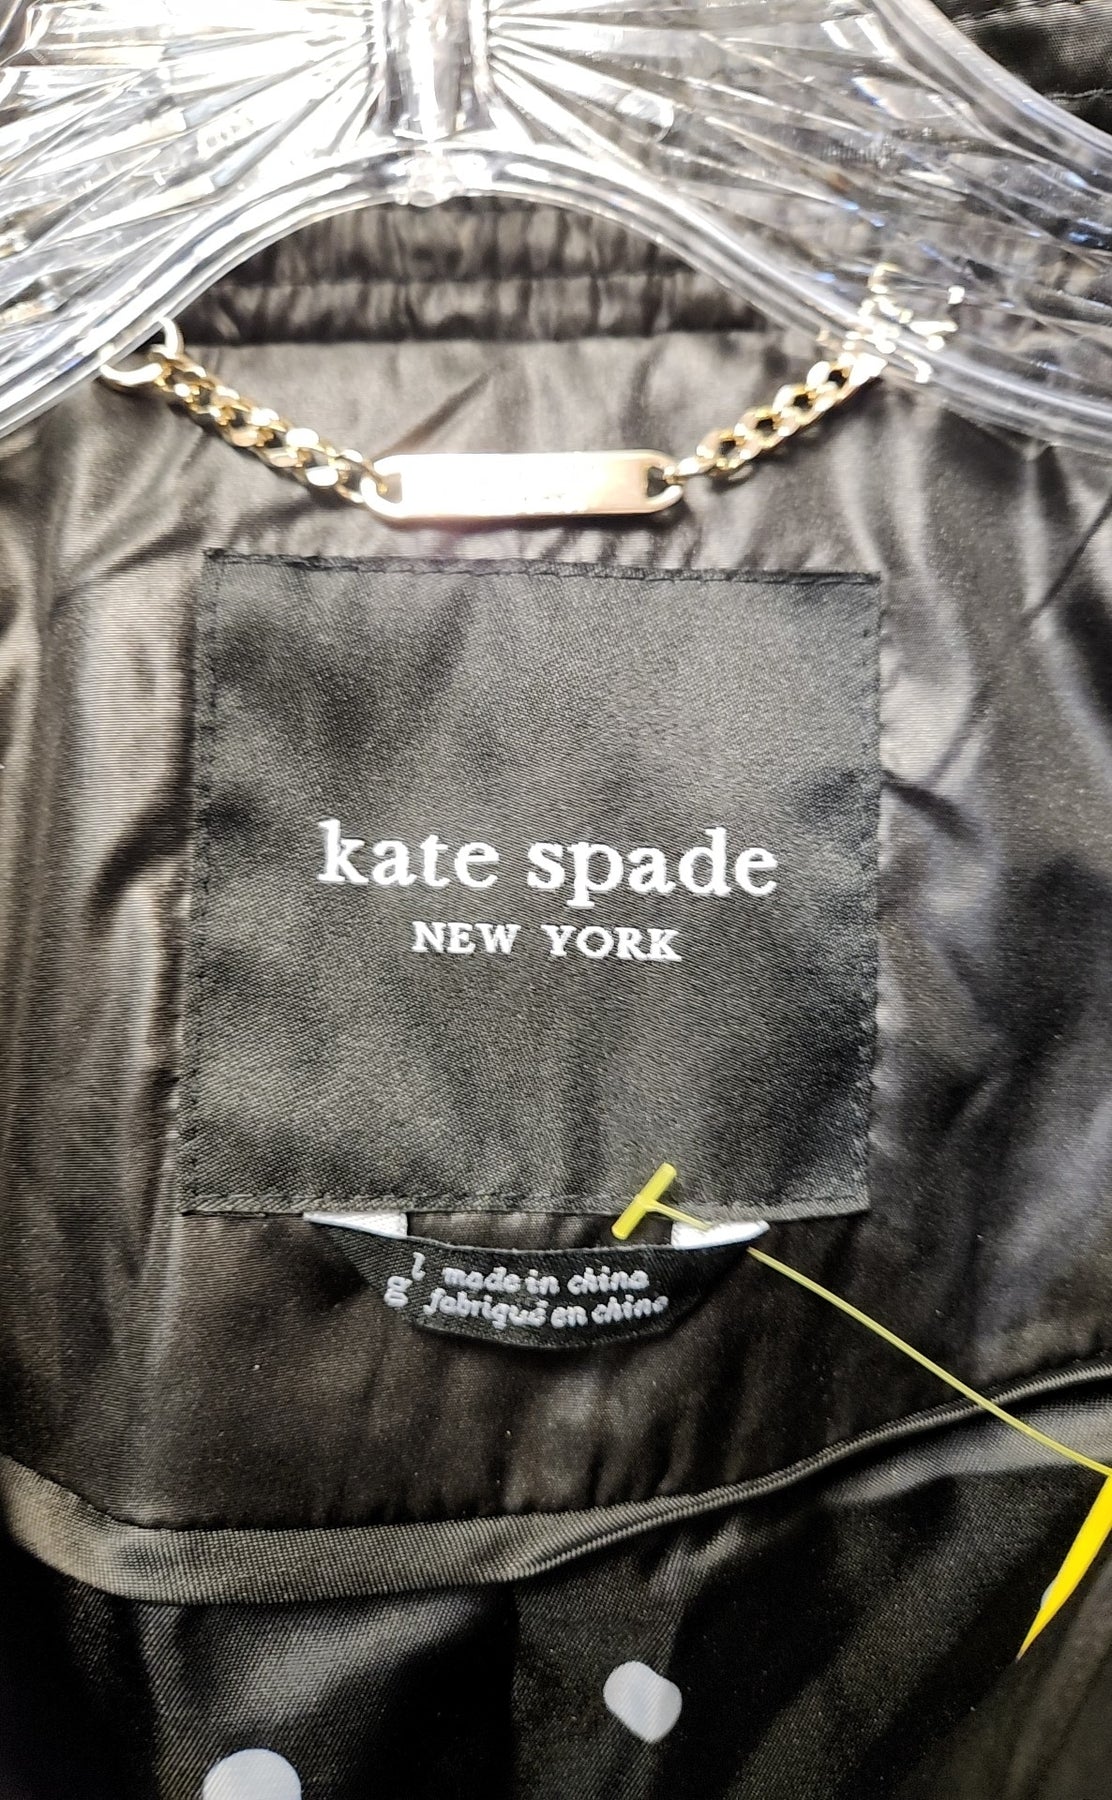 kate spade
NEW YORK
l made in china
g fabriqué en chine